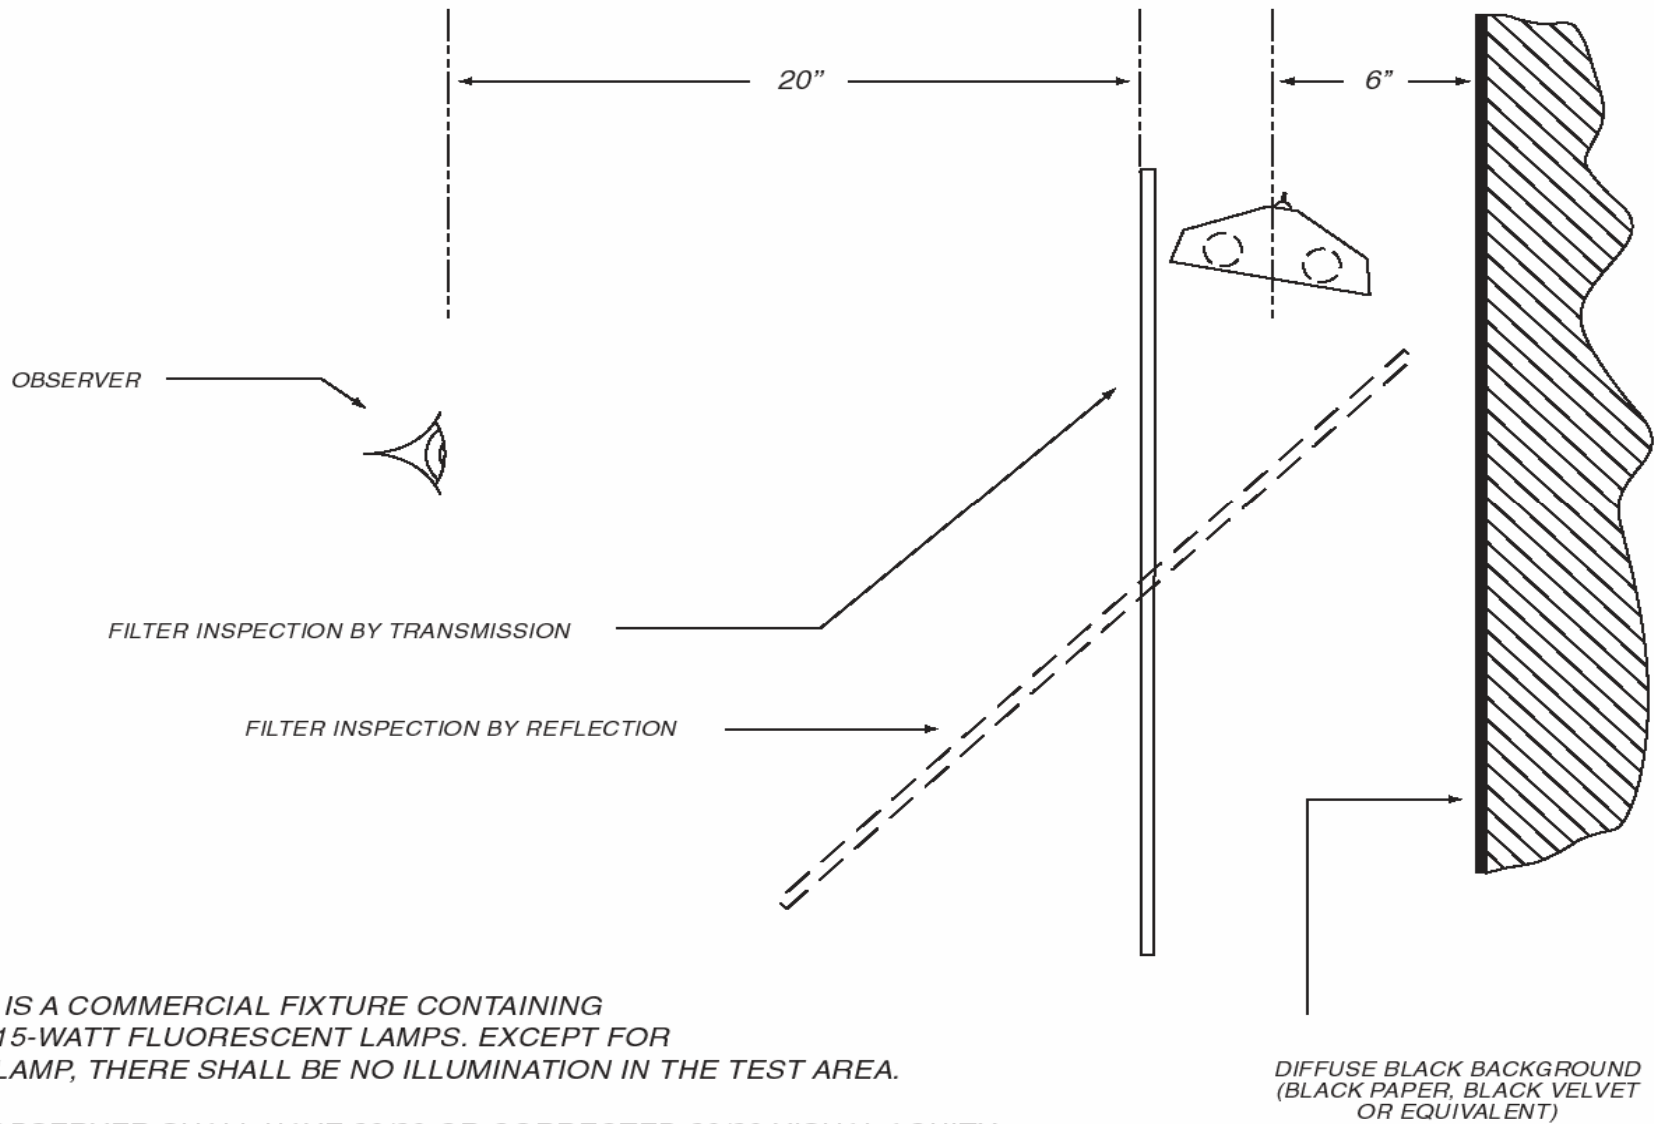 20”
6”
OBSERVER
FILTER INSPECTION BY TRANSMISSION
FILTER INSPECTION BY REFLECTION
IS A COMMERCIAL FIXTURE CONTAINING
15-WATT FLUORESCENT LAMPS. EXCEPT FOR
LAMP, THERE SHALL BE NO ILLUMINATION IN THE TEST AREA.
DIFFUSE BLACK BACKGROUND
(BLACK PAPER, BLACK VELVET
OR EQUIVALENT)